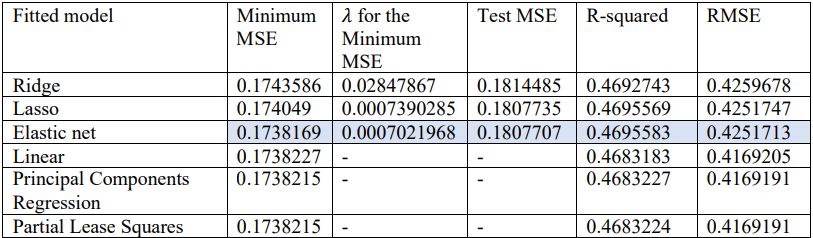 Fitted model Minimum MSE λ for the Minimum MSE Test MSE R-squared RMSE
Ridge 0.1743586 0.02847867 0.1814485 0.4692743 0.4259678
Lasso 0.174049 0.0007390285 0.1807735 0.4695569 0.4251747
Elastic net 0.1738169 0.0007021968 0.1807707 0.4695583 0.4251713
Linear 0.1738227 - - 0.4683183 0.4169205
Principal Components Regression 0.1738215 - - 0.4683227 0.4169191
Partial Lease Squares 0.1738215 - - 0.4683224 0.4169191